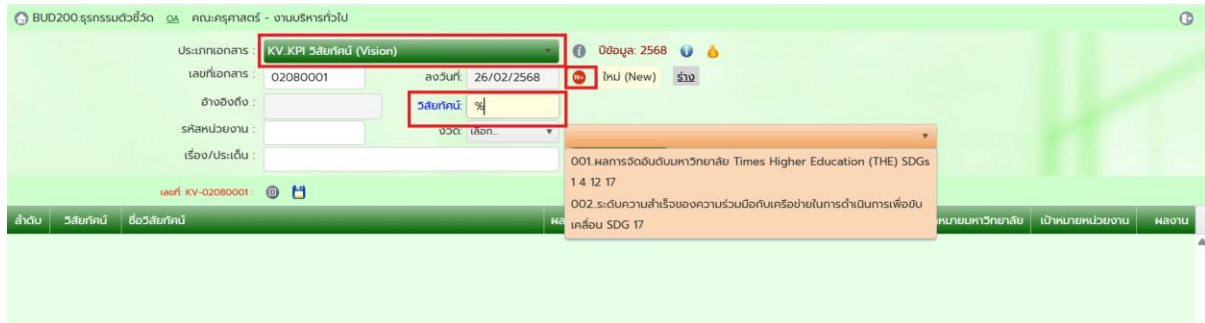 BUD200.ธุรกรรมตัวชี้วัด OA คณะครุศาสตร์ - งานบริหารทั่วไป
ประเภทเอกสาร : KV..KPI วิสัยทัศน์ (Vision) ปีข้อมูล: 2568
เลขที่เอกสาร : 02080001 ลงวันที่: 26/02/2568 N+ ใหม่ (New) ร่าง
อ้างอิงถึง : วิสัยทัศน์: %
รหัสหน่วยงาน : งวด: เลือก...
เรื่อง/ประเด็น :
001.ผลการจัดอันดับมหาวิทยาลัย Times Higher Education (THE) SDGs
1 4 12 17
002.ระดับความสำเร็จของความร่วมมือกับเครือข่ายในการดำเนินการเพื่อขับ
เคลื่อน SDG 17
เลขที่: KV-02080001 :
ลำดับ วิสัยทัศน์ ชื่อวิสัยทัศน์ หมายมหาวิทยาลัย เป้าหมายหน่วยงาน ผลงาน